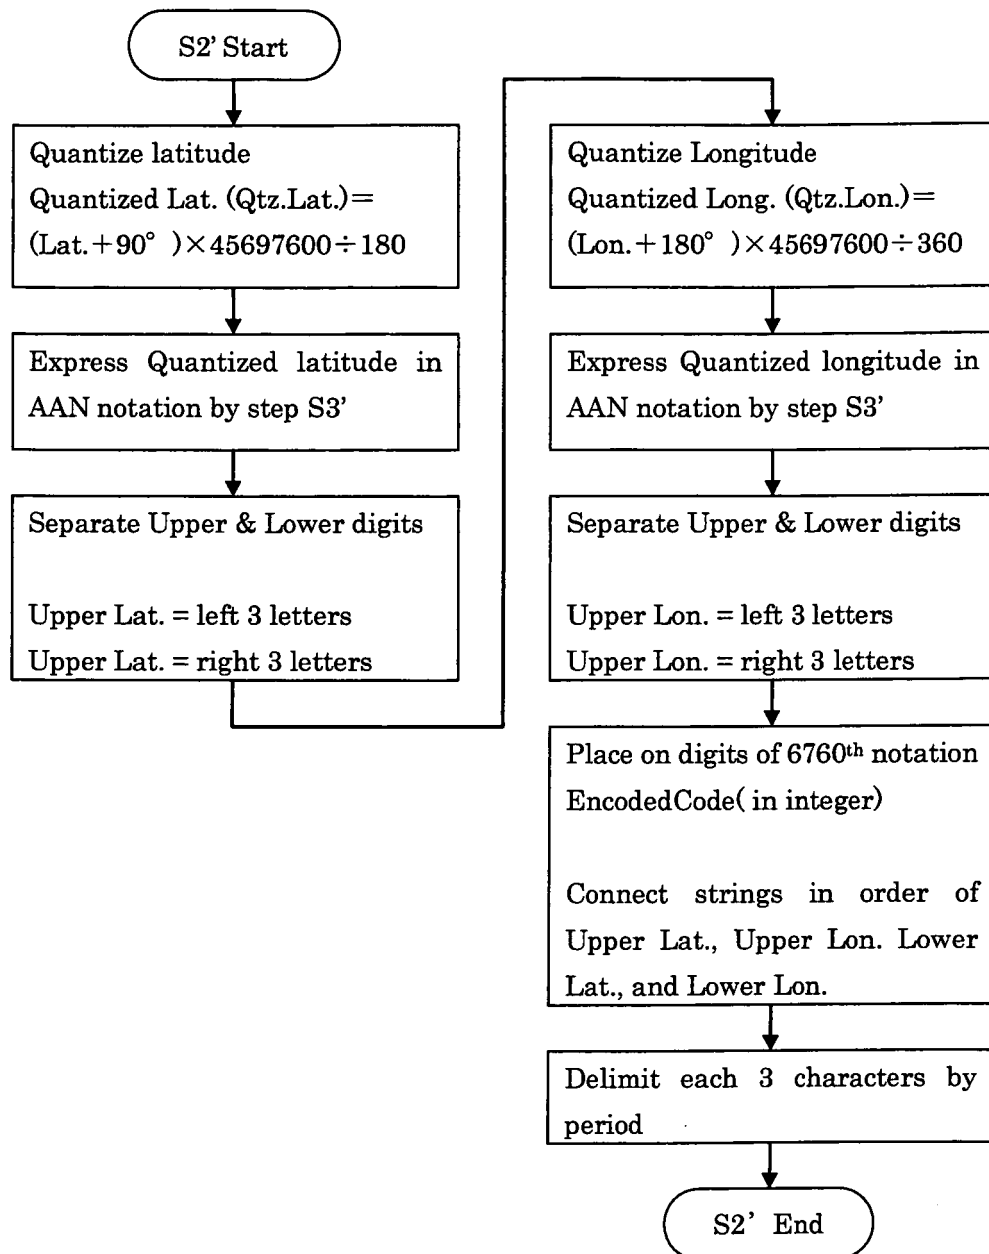 S2' Start
Quantize latitude
Quantized Lat. (Qtz.Lat.)=
(Lat.+90° )×45697600÷180
Express Quantized latitude in
AAN notation by step S3'
Separate Upper & Lower digits
Upper Lat. = left 3 letters
Upper Lat. = right 3 letters
Quantize Longitude
Quantized Long. (Qtz.Lon.)=
(Lon.+180° )×45697600÷360
Express Quantized longitude in
AAN notation by step S3'
Separate Upper & Lower digits
Upper Lon. = left 3 letters
Upper Lon. = right 3 letters
Place on digits of 6760th notation
EncodedCode( in integer)
Connect strings in order of
Upper Lat., Upper Lon. Lower
Lat., and Lower Lon.
Delimit each 3 characters by
period
S2' End